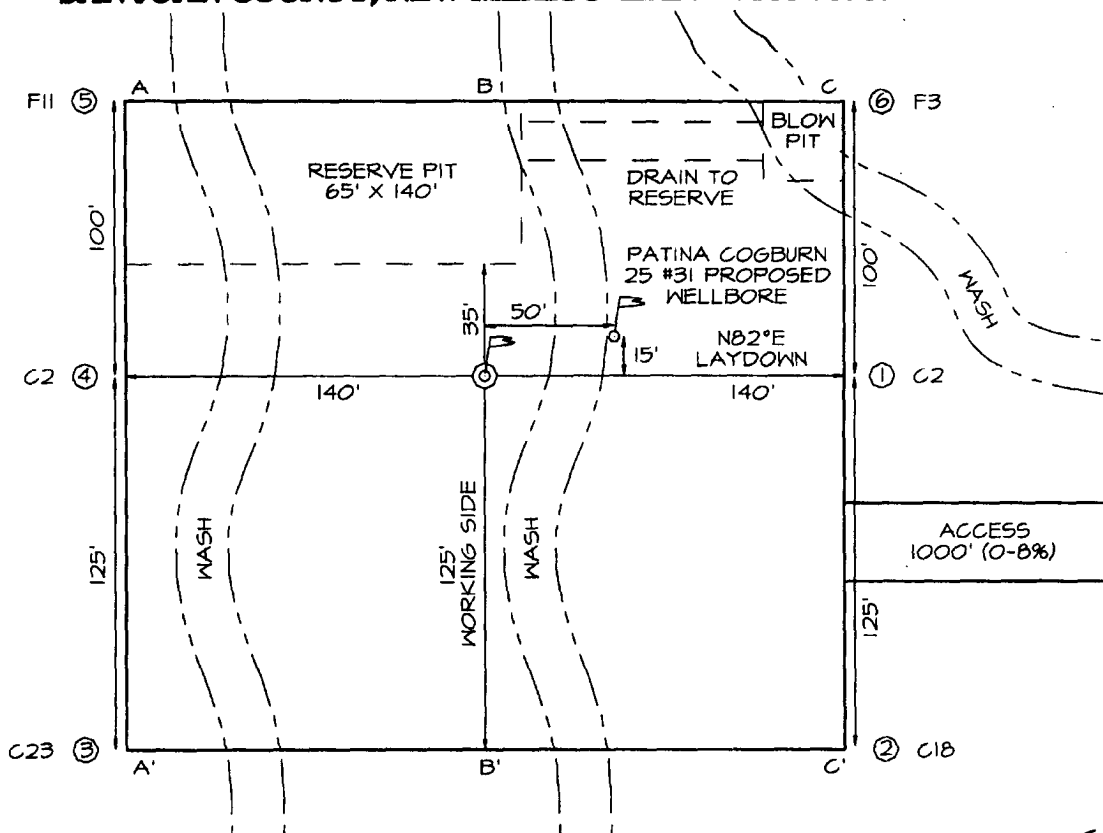 A B C
F11 ⑤ ⑥ F3
BLOW
PIT
RESERVE PIT
65' X 140'
DRAIN TO
RESERVE
100'
100'
PATINA COGBURN
25 #31 PROPOSED
WELLBORE
WASH
35'
50'
15'
N82°E
LAYDOWN
C2 ④ ① C2
140' 140'
WASH
125'
125'
WORKING SIDE
WASH
ACCESS
1000' (0-8%)
125'
C23 ③ ② C18
A' B' C'